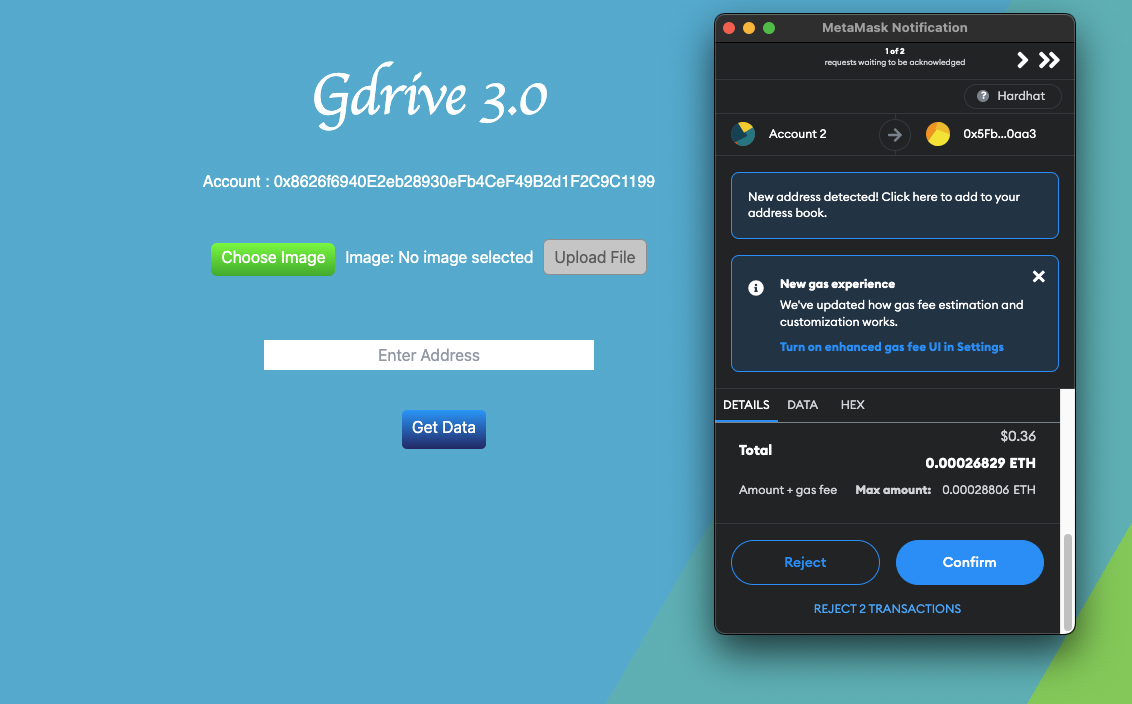 Gdrive 3.0
Account : 0x8626f6940E2eb28930eFb4CeF49B2d1F2C9C1199
Choose Image Image: No image selected Upload File
Enter Address
Get Data
MetaMask Notification
1 of 2
requests waiting to be acknowledged
Hardhat
Account 2 0x5Fb...0aa3
New address detected! Click here to add to your
address book.
New gas experience
We've updated how gas fee estimation and
customization works.
Turn on enhanced gas fee UI in Settings
DETAILS DATA HEX
$0.36
Total
0.00026829 ETH
Amount + gas fee Max amount: 0.00028806 ETH
Reject Confirm
REJECT 2 TRANSACTIONS